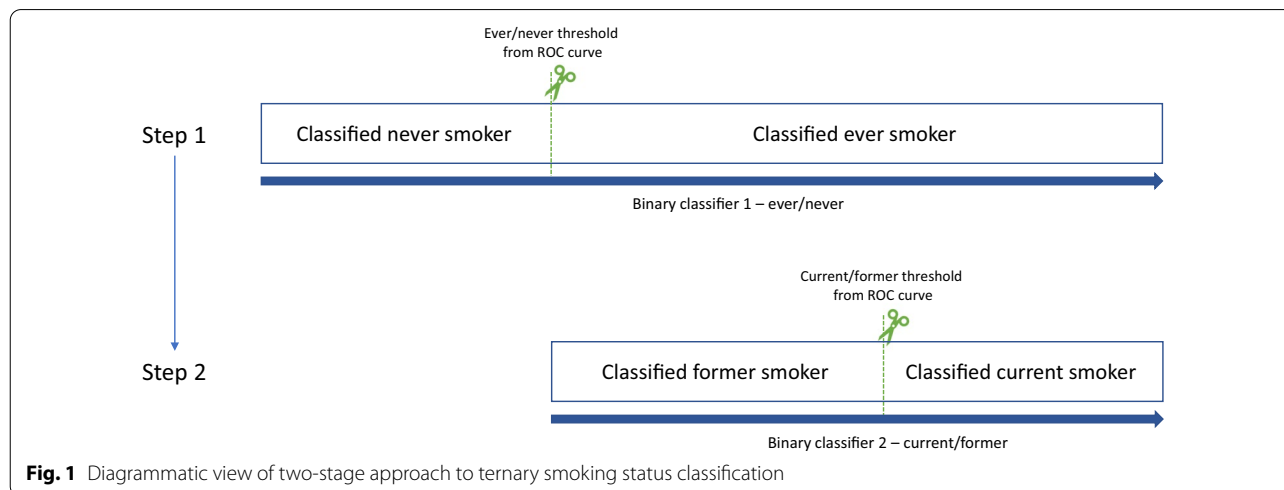 Ever/never threshold
from ROC curve
Step 1
Classified never smoker
Classified ever smoker
Binary classifier 1 – ever/never
Current/former threshold
from ROC curve
Step 2
Classified former smoker
Classified current smoker
Binary classifier 2 – current/former
Fig. 1 Diagrammatic view of two-stage approach to ternary smoking status classification